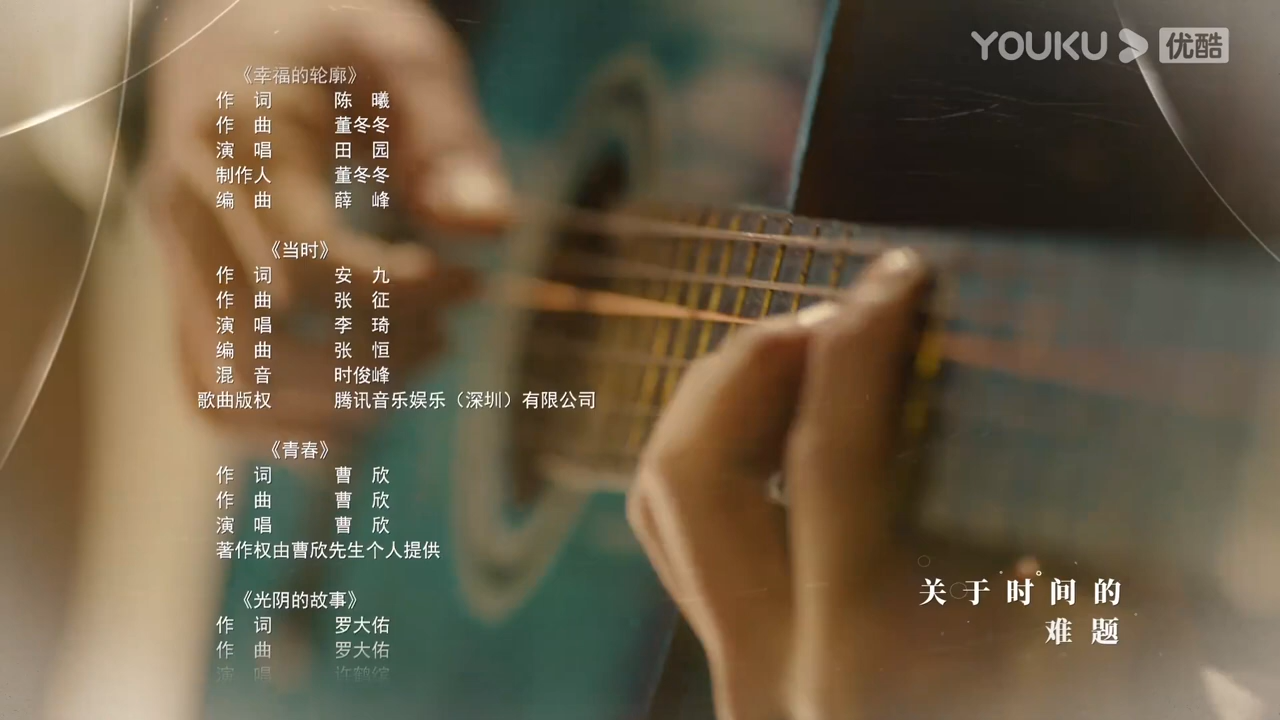 YOUKU 优酷
《幸福的轮廓》
作 词 陈 曦
作 曲 董冬冬
演 唱 田 园
制作人 董冬冬
编 曲 薛 峰
《当时》
作 词 安 九
作 曲 张 征
演 唱 李 琦
编 曲 张 恒
混 音 时俊峰
歌曲版权 腾讯音乐娱乐（深圳）有限公司
《青春》
作 词 曹 欣
作 曲 曹 欣
演 唱 曹 欣
著作权由曹欣先生个人提供
《光阴的故事》
作 词 罗大佑
作 曲 罗大佑
演 唱
关于时间的
难题